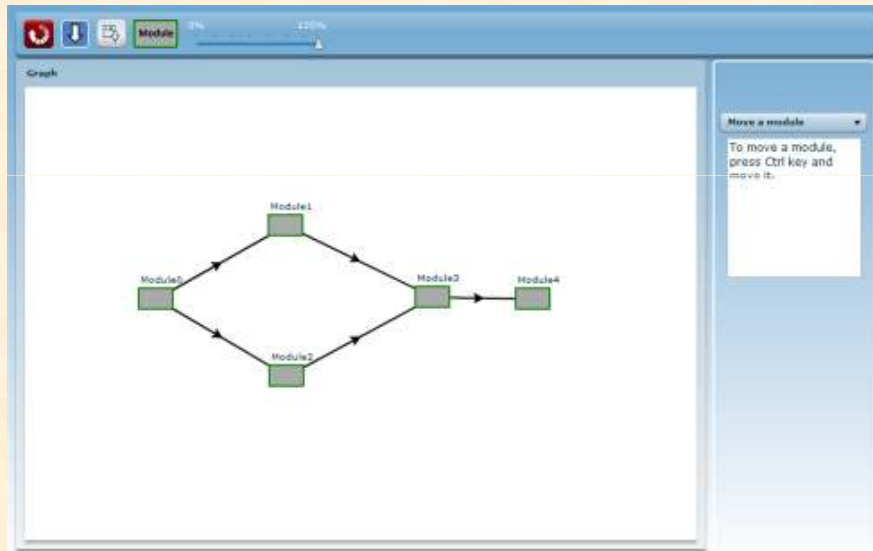 Module
0%
100%
Graph
Move a module
To move a module,
press Ctrl key and
move it.
Module1
Module0
Module3
Module4
Module2